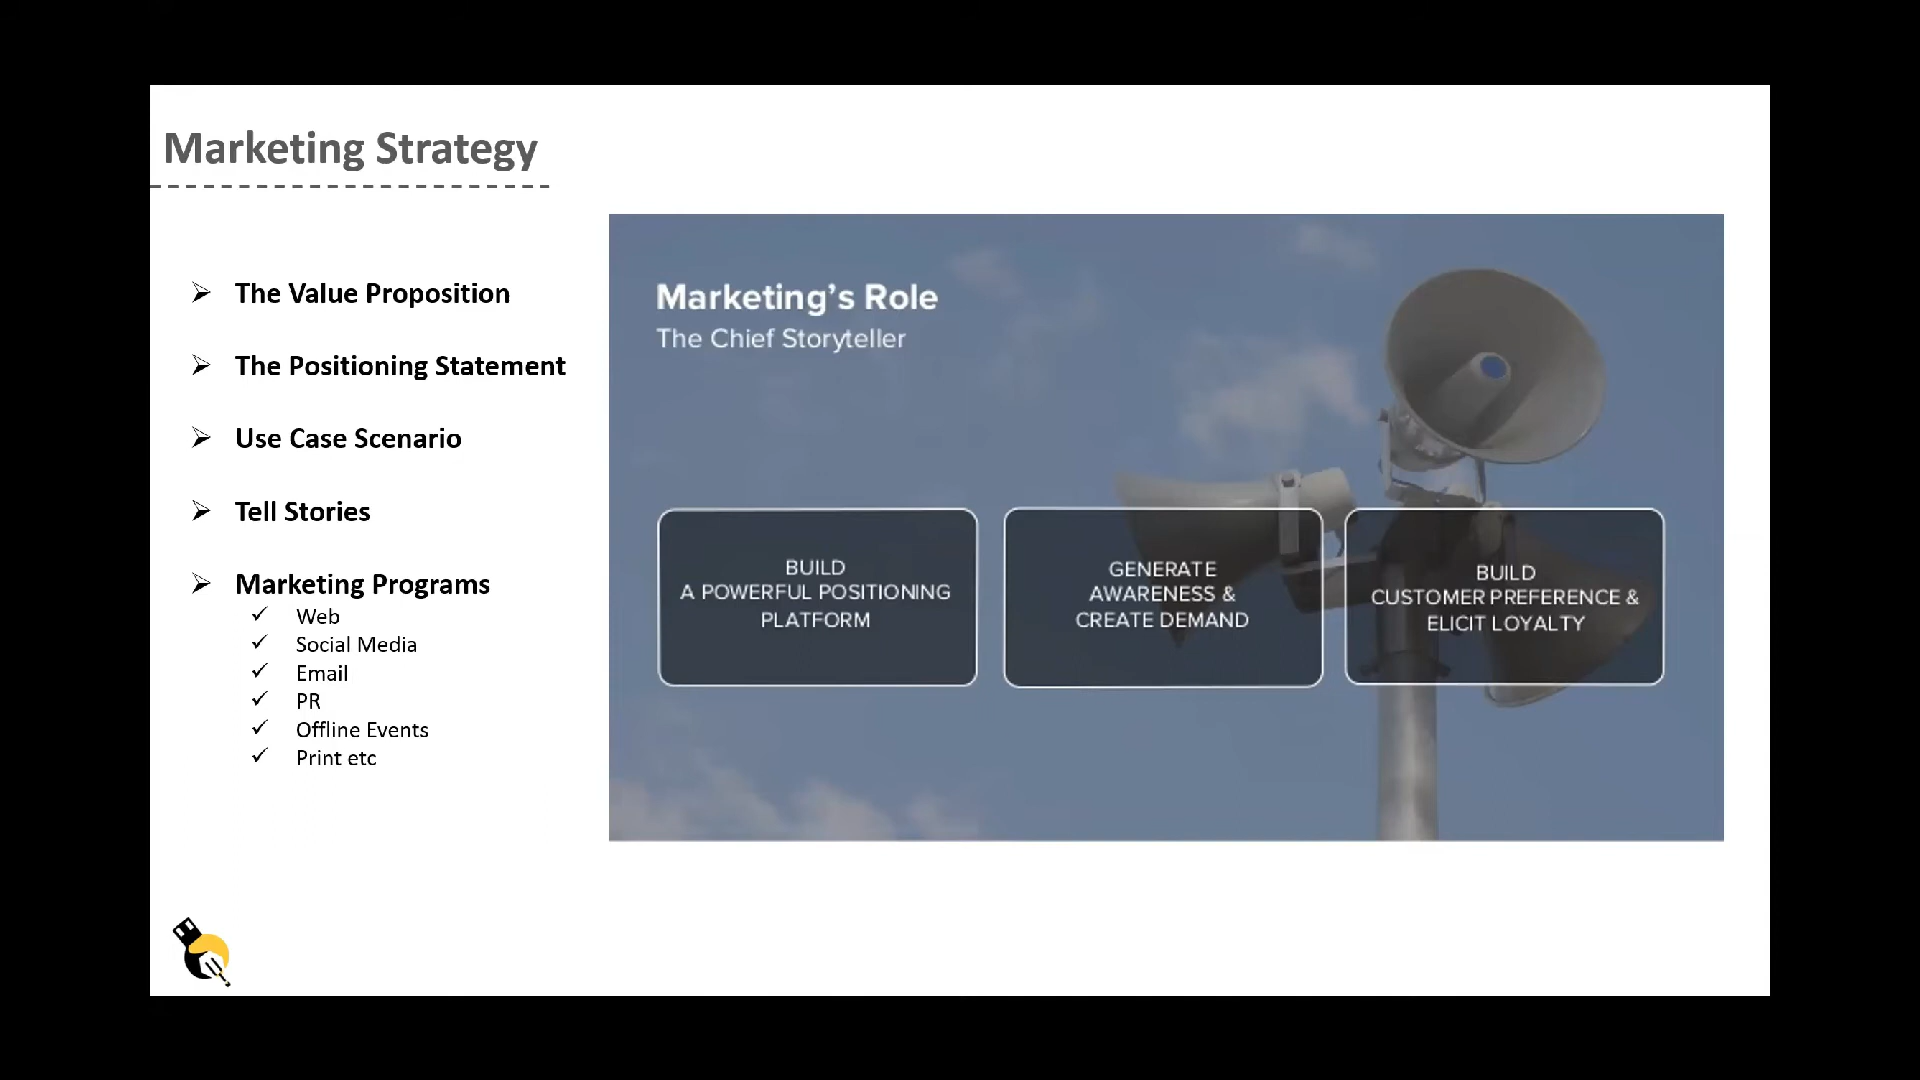 Marketing Strategy
The Value Proposition
The Positioning Statement
Use Case Scenario
Tell Stories
Marketing Programs
Web
Social Media
Email
PR
Offline Events
Print etc
Marketing's Role
The Chief Storyteller
BUILD
A POWERFUL POSITIONING
PLATFORM
GENERATE
AWARENESS &
CREATE DEMAND
BUILD
CUSTOMER PREFERENCE &
ELICIT LOYALTY